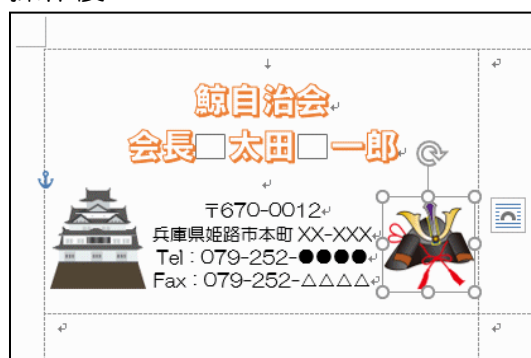 鯨自治会
会長□太田□一郎
〒670-0012
兵庫県姫路市本町 XX-XXX
Tel：079-252-●●●●
Fax：079-252-△△△△